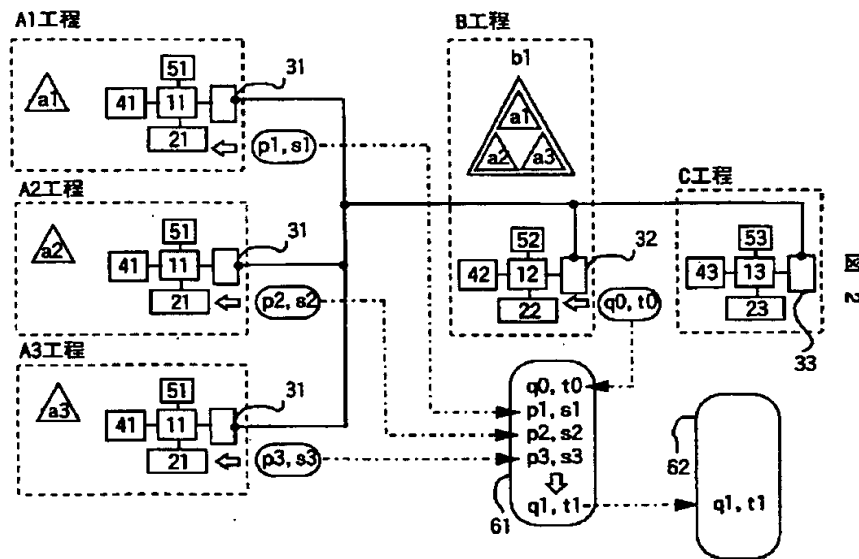 A1工程
a1
51
41
11
21
31
p1, s1
A2工程
a2
51
41
11
21
31
p2, s2
A3工程
a3
51
41
11
21
31
p3, s3
B工程
b1
a1
a2
a3
52
42
12
22
32
q0, t0
C工程
53
43
13
23
33
q0, t0
p1, s1
p2, s2
p3, s3
q1, t1
61
62
q1, t1
図2